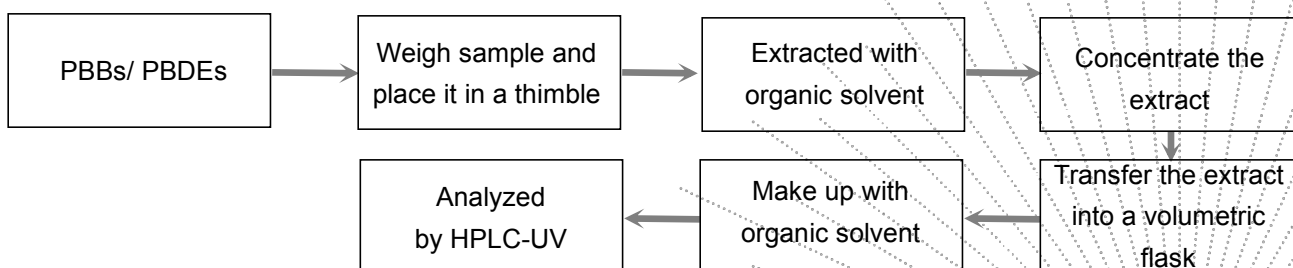 PBBs/ PBDEs
Weigh sample and
place it in a thimble
Extracted with
organic solvent
Concentrate the
extract
Transfer the extract
into a volumetric
flask
Make up with
organic solvent
Analyzed
by HPLC-UV